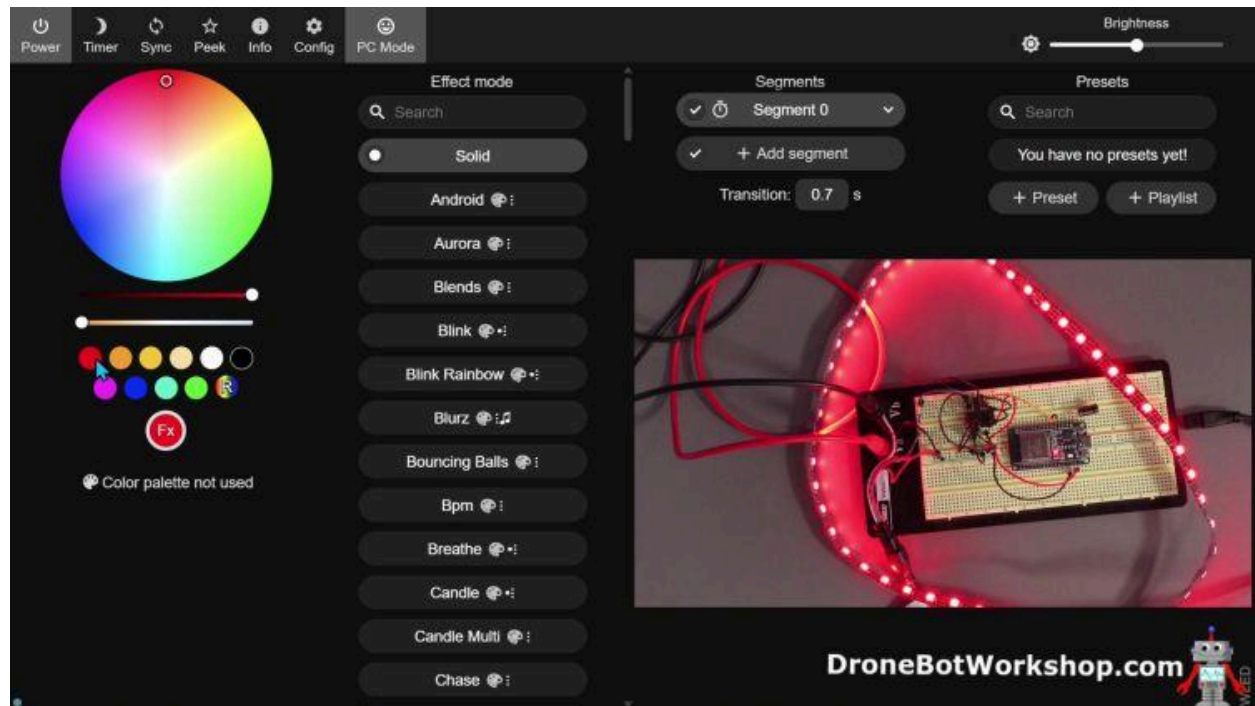 Power
Timer
Sync
Peek
Info
Config
PC Mode
Brightness
Fx
R
Color palette not used
Effect mode
Search
Solid
Android
Aurora
Blends
Blink
Blink Rainbow
Blurz
Bouncing Balls
Bpm
Breathe
Candle
Candle Multi
Chase
Segments
Segment 0
+ Add segment
Transition: 0.7 s
Presets
Search
You have no presets yet!
+ Preset
+ Playlist
DroneBotWorkshop.com